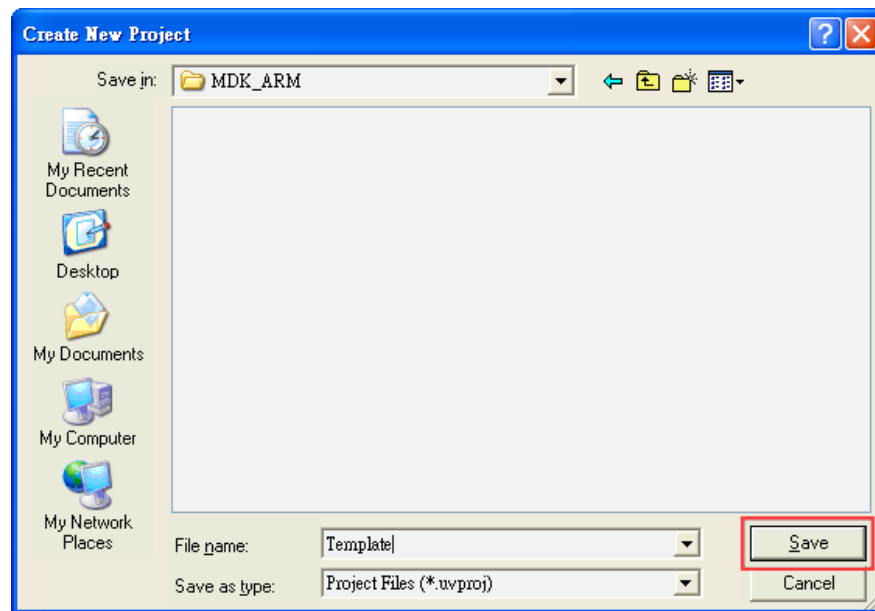 Create New Project
Save in:
MDK_ARM
My Recent
Documents
Desktop
My Documents
My Computer
My Network
Places
File name:
Template
Save
Save as type:
Project Files (*.uvproj)
Cancel